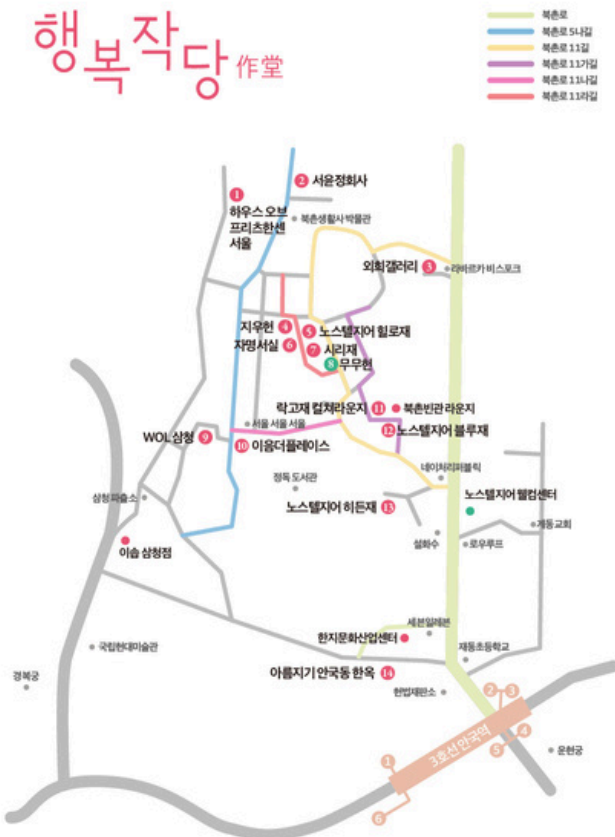 행복작당 作堂
북촌로
북촌로 5나길
북촌로 11길
북촌로 11가길
북촌로 11나길
북촌로 11라길
1
하우스 오브
프리츠한센
서울
2 서윤정회사
북촌생활사 박물관
외희갤러리 3
라바르카 비스포크
지우헌 4
5 노스텔지어 힐로재
자명서실 6
7 시리재
8 무무헌
락고재 컬쳐라운지 11
북촌빈관 라운지
12 노스텔지어 블루재
서울 서울 서울
WOL 삼청 9
10 이음더플레이스
정독 도서관
네이처리퍼블릭
삼청 파출소
노스텔지어 히든재 13
노스텔지어 웰컴센터
계동교회
설화수
로우루프
이솝 삼청점
세븐일레븐
한지문화산업센터
국립현대미술관
재동초등학교
경복궁
아름지기 안국동 한옥 14
헌법재판소
2 3
3호선 안국역
4
5
운현궁
1
6